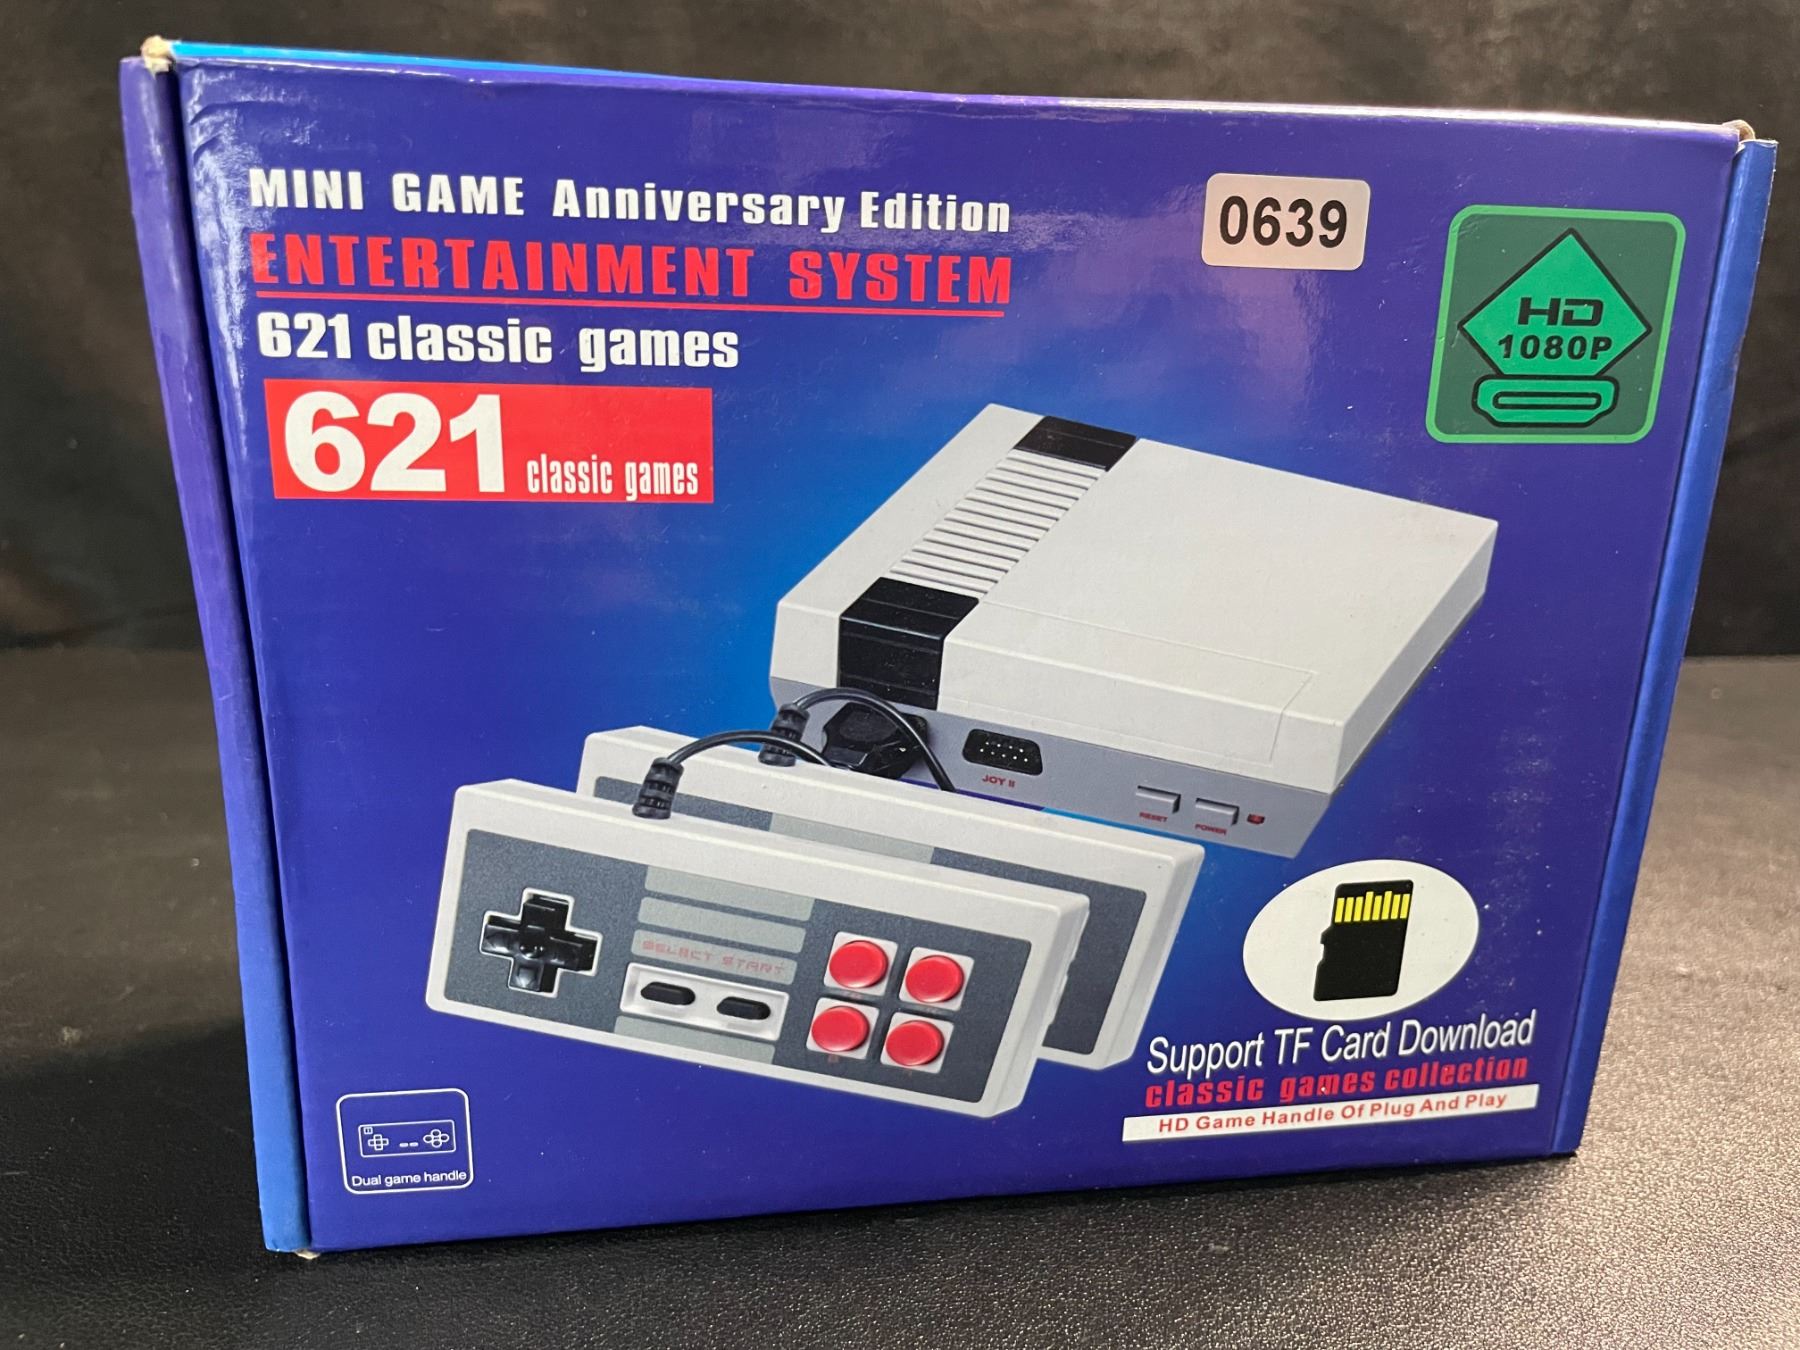 MINI GAME Anniversary Edition
ENTERTAINMENT SYSTEM
621 classic games
621 classic games
0639
HD
1080P
JOY II
RESET
POWER
SELECT START
Support TF Card Download
classic games collection
HD Game Handle Of Plug And Play
Dual game handle